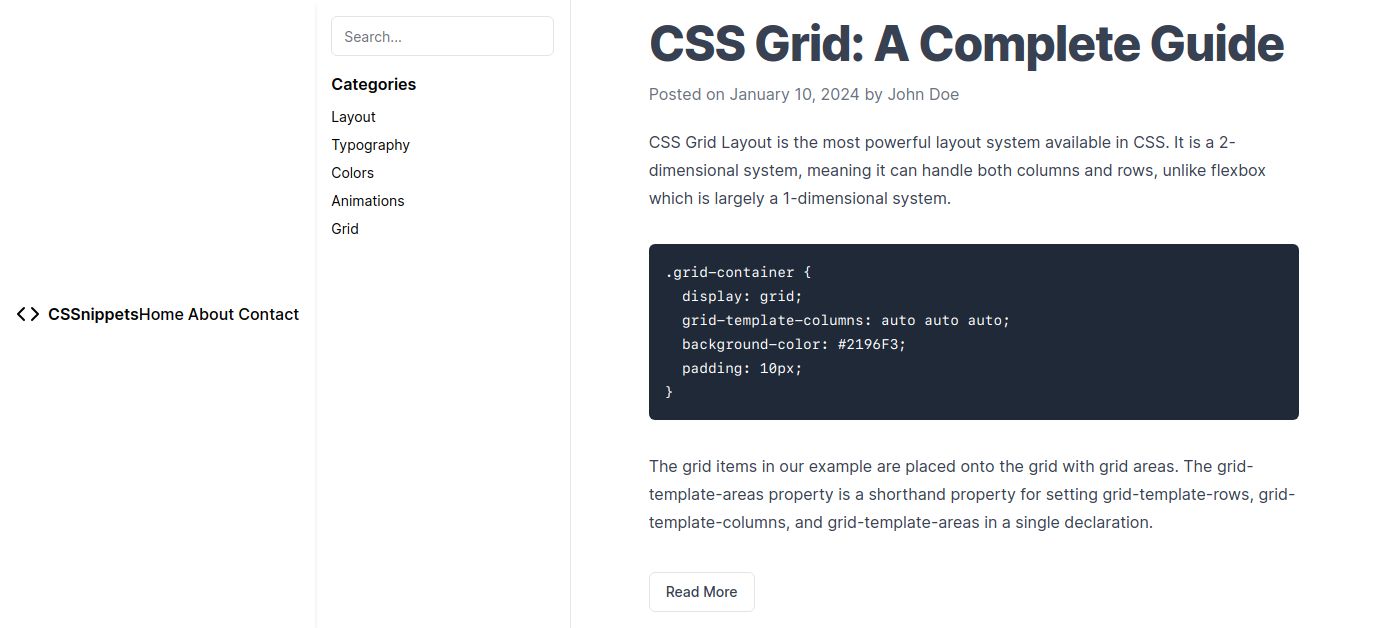 CSSnippetsHome About Contact
Search...
Categories
Layout
Typography
Colors
Animations
Grid
CSS Grid: A Complete Guide
Posted on January 10, 2024 by John Doe
CSS Grid Layout is the most powerful layout system available in CSS. It is a 2-
dimensional system, meaning it can handle both columns and rows, unlike flexbox
which is largely a 1-dimensional system.
.grid-container {
  display: grid;
  grid-template-columns: auto auto auto;
  background-color: #2196F3;
  padding: 10px;
}
The grid items in our example are placed onto the grid with grid areas. The grid-
template-areas property is a shorthand property for setting grid-template-rows, grid-
template-columns, and grid-template-areas in a single declaration.
Read More